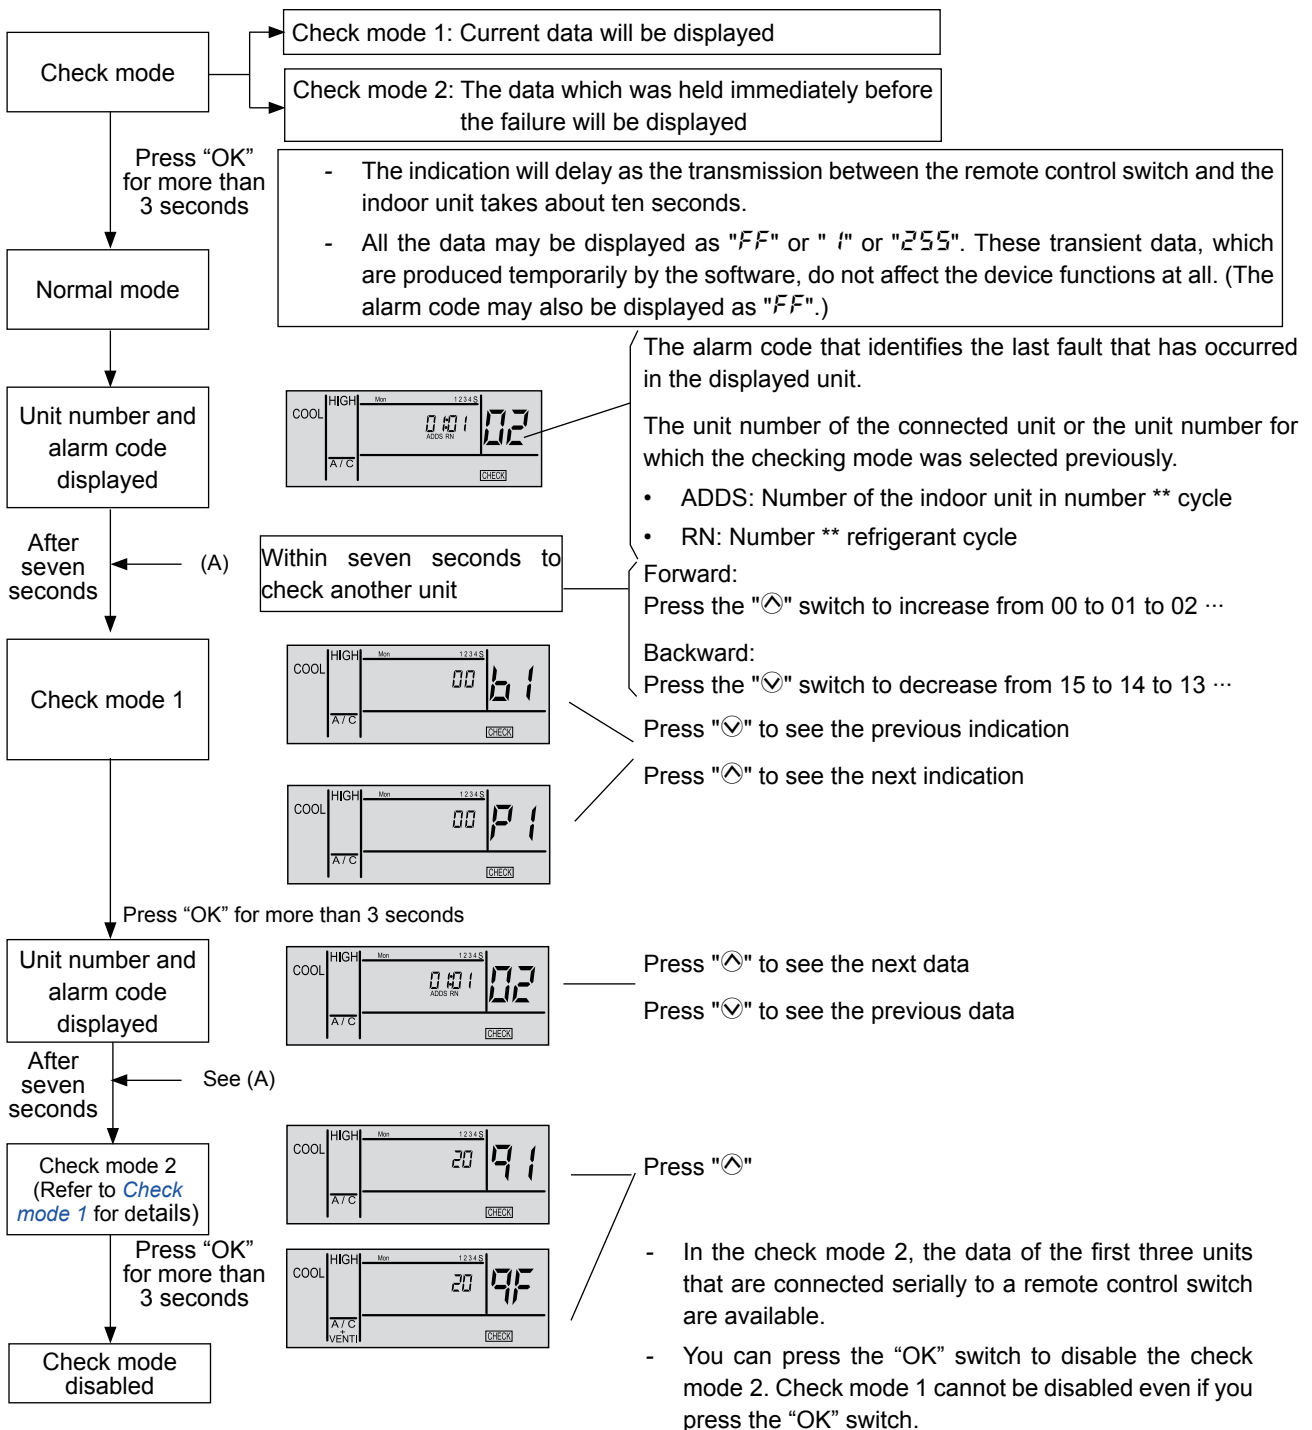 Check mode
Check mode 1: Current data will be displayed
Check mode 2: The data which was held immediately before
the failure will be displayed
Press “OK”
for more than
3 seconds
- The indication will delay as the transmission between the remote control switch and the
indoor unit takes about ten seconds.
- All the data may be displayed as "FF" or " 1" or "255". These transient data, which
are produced temporarily by the software, do not affect the device functions at all. (The
alarm code may also be displayed as "FF".)
Normal mode
Unit number and
alarm code
displayed
COOL
HIGH
Mon
1 2 3 4 S
01:01
ADDS RN
02
A / C
CHECK
The alarm code that identifies the last fault that has occurred
in the displayed unit.
The unit number of the connected unit or the unit number for
which the checking mode was selected previously.
• ADDS: Number of the indoor unit in number ** cycle
• RN: Number ** refrigerant cycle
After
seven
seconds
(A)
Within seven seconds to
check another unit
Forward:
Press the "" switch to increase from 00 to 01 to 02 ···
Backward:
Press the "" switch to decrease from 15 to 14 to 13 ···
Check mode 1
COOL
HIGH
Mon
1 2 3 4 S
00
b1
A / C
CHECK
Press "" to see the previous indication
Press "" to see the next indication
COOL
HIGH
Mon
1 2 3 4 S
00
P1
A / C
CHECK
Press “OK” for more than 3 seconds
Unit number and
alarm code
displayed
COOL
HIGH
Mon
1 2 3 4 S
01:01
ADDS RN
02
A / C
CHECK
Press "" to see the next data
Press "" to see the previous data
After
seven
seconds
See (A)
Check mode 2
(Refer to Check
mode 1 for details)
COOL
HIGH
Mon
1 2 3 4 S
20
q1
A / C
CHECK
Press ""
Press “OK”
for more than
3 seconds
COOL
HIGH
Mon
1 2 3 4 S
20
qF
A / C
+
VENTI
CHECK
- In the check mode 2, the data of the first three units
that are connected serially to a remote control switch
are available.
- You can press the “OK” switch to disable the check
mode 2. Check mode 1 cannot be disabled even if you
press the “OK” switch.
Check mode
disabled